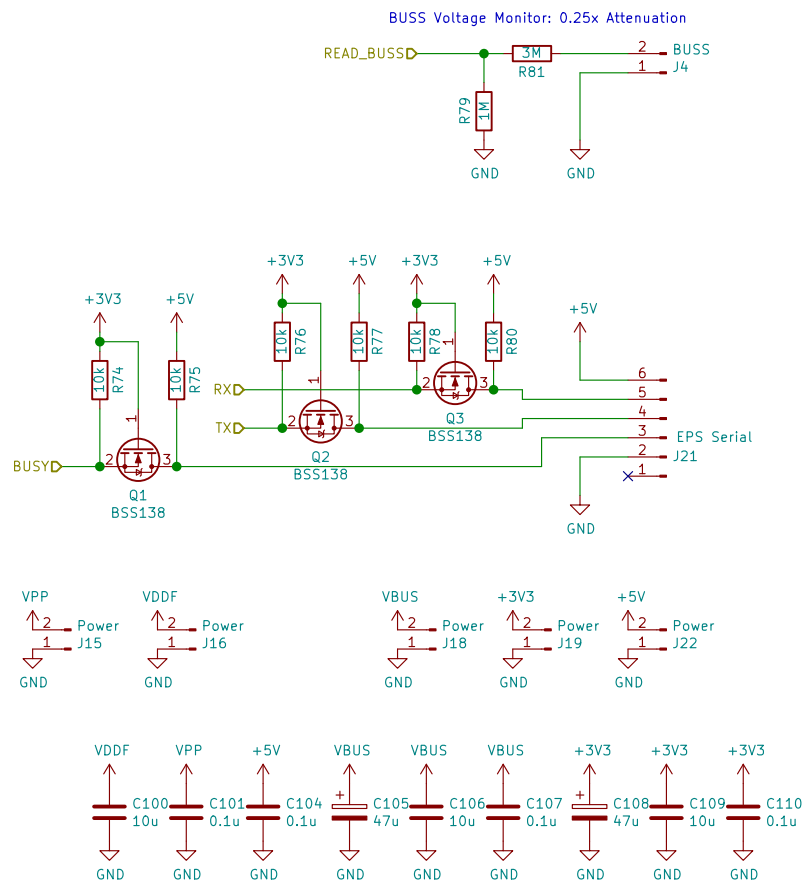 BUSS Voltage Monitor: 0.25x Attenuation
READ_BUSS 3M 2 BUSS
R81 1 J4
R79 1M
GND GND
+3V3 +5V +3V3 +5V
+3V3 +5V +5V
10k R76 10k R77 10k R78 10k R80
10k R74 10k R75
1 1 1
RX 2 3 6
Q3 5
BSS138 4
TX 2 3 3 EPS Serial
Q2 2 J21
BSS138 1
BUSY 2 3
Q1
BSS138
GND
VPP VDDF VBUS +3V3 +5V
2 Power 2 Power 2 Power 2 Power 2 Power
1 J15 1 J16 1 J18 1 J19 1 J22
GND GND GND GND GND
VDDF VPP +5V VBUS VBUS VBUS +3V3 +3V3 +3V3
C100 C101 C104 + C105 C106 C107 + C108 C109 C110
10u 0.1u 0.1u 47u 10u 0.1u 47u 10u 0.1u
GND GND GND GND GND GND GND GND GND